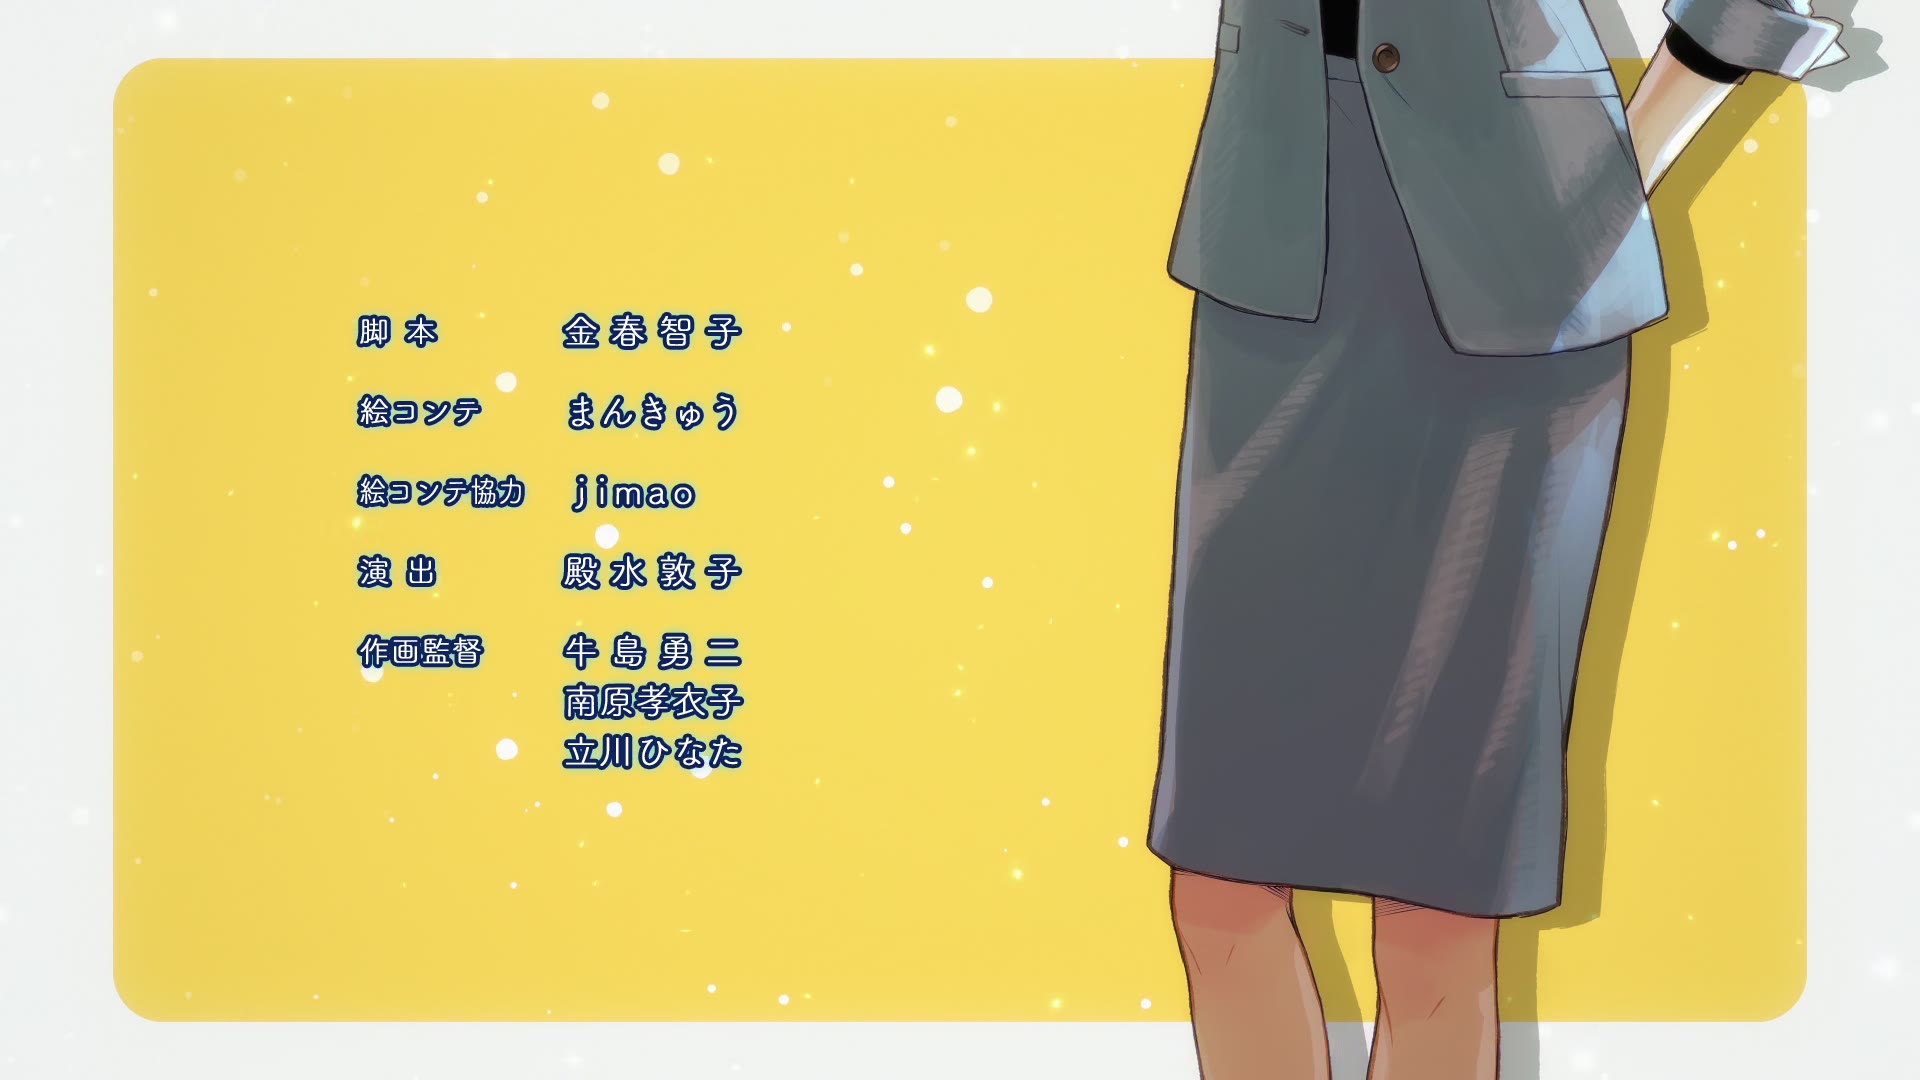 脚本 金春智子
絵コンテ まんきゅう
絵コンテ協力 jimao
演出 殿水敦子
作画監督 牛島勇二
南原孝衣子
立川ひなた